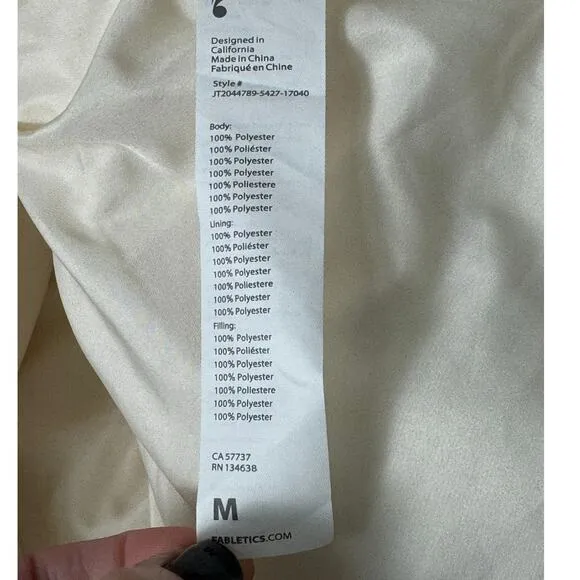 Designed in
California
Made in China
Fabriqué en Chine
Style #
JT2044789-5427-17040
Body:
100% Polyester
100% Poliéster
100% Polyester
100% Polyester
100% Poliestere
100% Polyester
100% Polyester
Lining:
100% Polyester
100% Poliéster
100% Polyester
100% Polyester
100% Poliestere
100% Polyester
100% Polyester
Filling:
100% Polyester
100% Poliéster
100% Polyester
100% Polyester
100% Poliestere
100% Polyester
100% Polyester
CA 57737
RN 134638
M
FABLETICS.COM